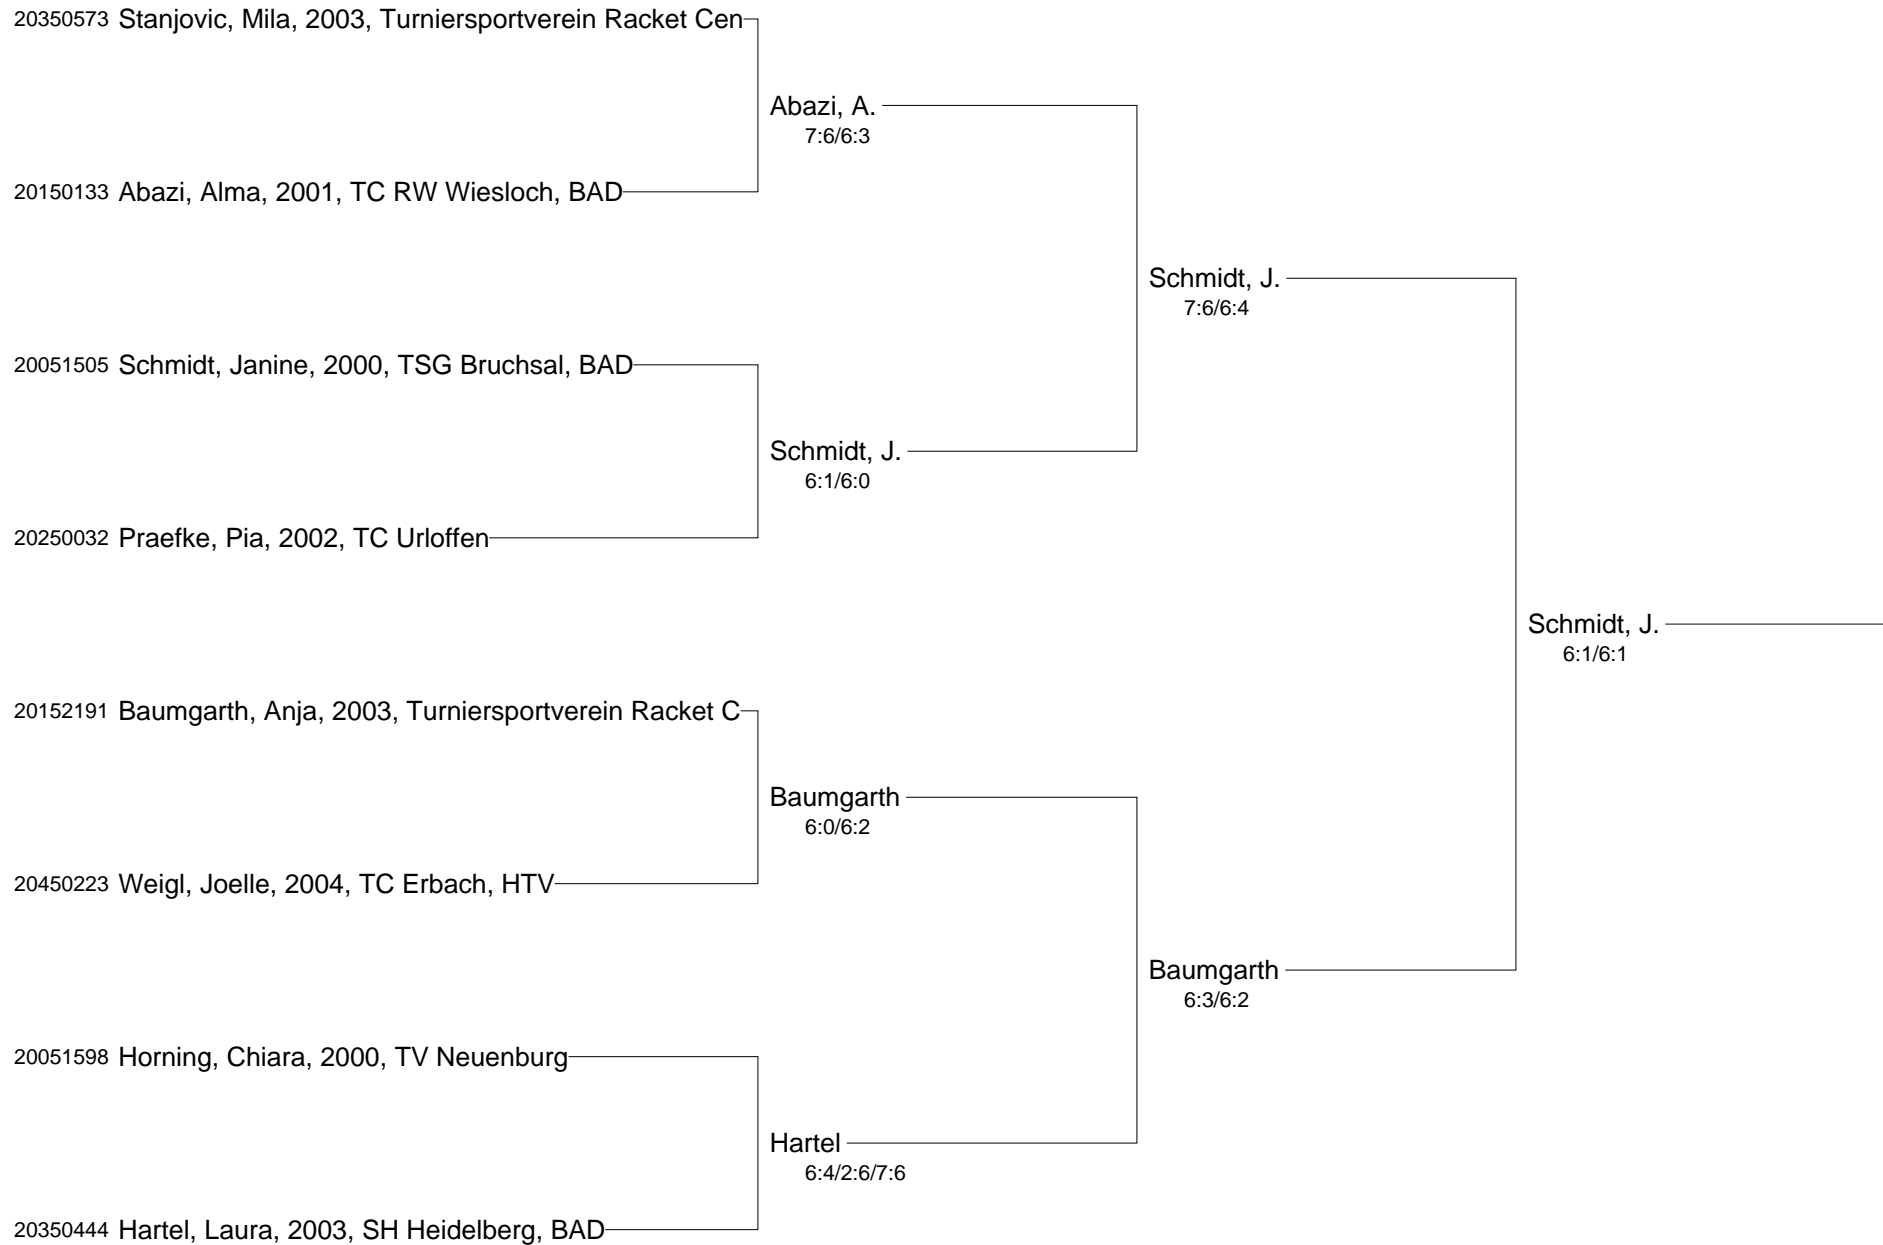 20350573 Stanjovic, Mila, 2003, Turniersportverein Racket Cen
Abazi, A.
7:6/6:3
20150133 Abazi, Alma, 2001, TC RW Wiesloch, BAD
Schmidt, J.
7:6/6:4
20051505 Schmidt, Janine, 2000, TSG Bruchsal, BAD
Schmidt, J.
6:1/6:0
20250032 Praefke, Pia, 2002, TC Urloffen
Schmidt, J.
6:1/6:1
20152191 Baumgarth, Anja, 2003, Turniersportverein Racket C
Baumgarth
6:0/6:2
20450223 Weigl, Joelle, 2004, TC Erbach, HTV
Baumgarth
6:3/6:2
20051598 Horning, Chiara, 2000, TV Neuenburg
Hartel
6:4/2:6/7:6
20350444 Hartel, Laura, 2003, SH Heidelberg, BAD